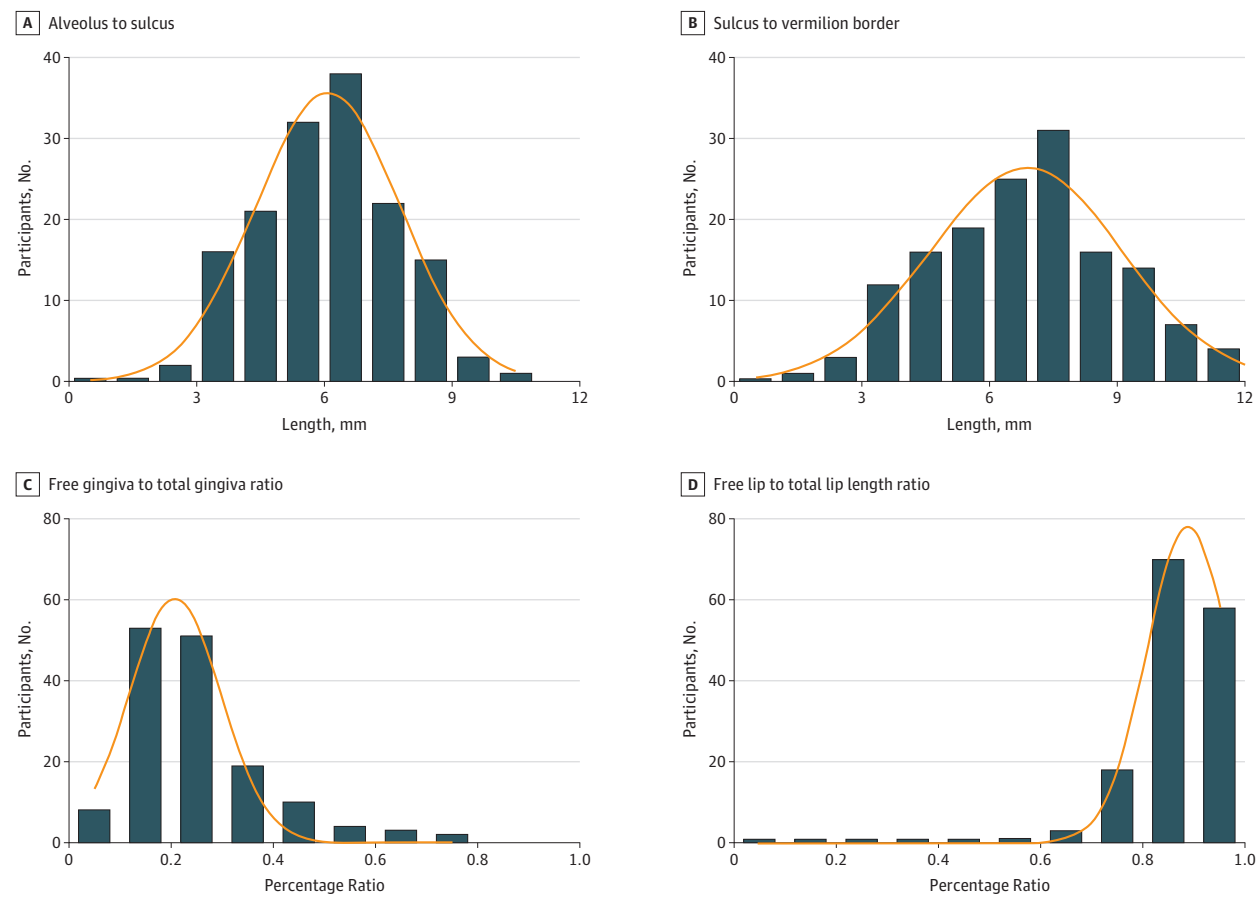 A Alveolus to sulcus
40
30
20
10
0
Participants, No.
0 3 6 9 12
Length, mm
B Sulcus to vermilion border
40
30
20
10
0
Participants, No.
0 3 6 9 12
Length, mm
C Free gingiva to total gingiva ratio
80
60
40
20
0
Participants, No.
0 0.2 0.4 0.6 0.8 1.0
Percentage Ratio
D Free lip to total lip length ratio
80
60
40
20
0
Participants, No.
0 0.2 0.4 0.6 0.8 1.0
Percentage Ratio